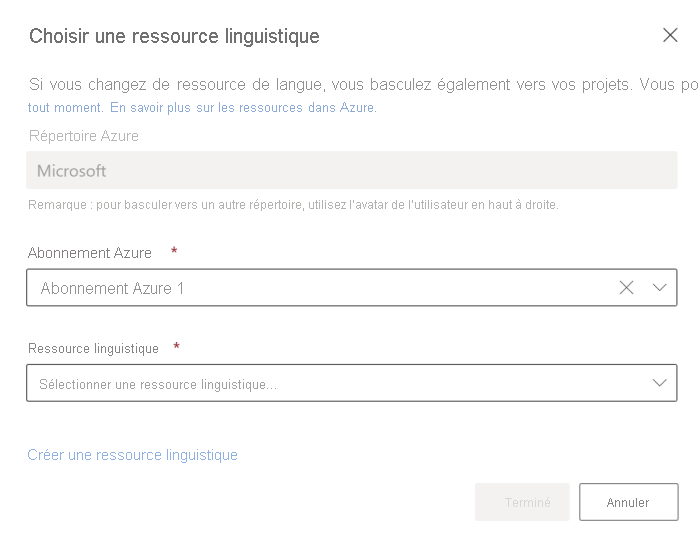 Choisir une ressource linguistique
Si vous changez de ressource de langue, vous basculez également vers vos projets. Vous po
tout moment. En savoir plus sur les ressources dans Azure.
Répertoire Azure
Microsoft
Remarque : pour basculer vers un autre répertoire, utilisez l'avatar de l'utilisateur en haut à droite.
Abonnement Azure *
Abonnement Azure 1
Ressource linguistique *
Sélectionner une ressource linguistique...
Créer une ressource linguistique
Terminé Annuler